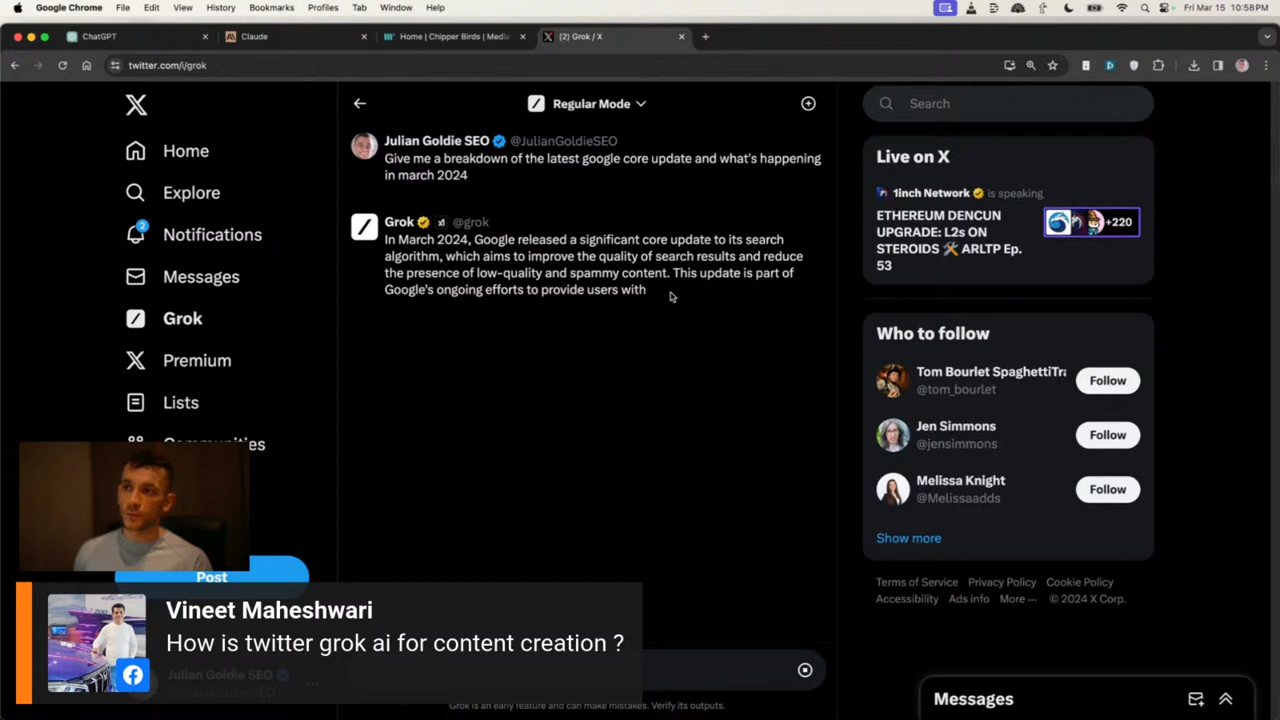 Google Chrome File Edit View History Bookmarks Profiles Tab Window Help
Fri Mar 15 10:58 PM
ChatGPT
Claude
Home | Chipper Birds | Media
(2) Grok / X
twitter.com/i/grok
Home
Explore
2
Notifications
Messages
Grok
Premium
Lists
Communities
Post
Regular Mode
Julian Goldie SEO @JulianGoldieSEO
Give me a breakdown of the latest google core update and what's happening
in march 2024
Grok xI @grok
In March 2024, Google released a significant core update to its search
algorithm, which aims to improve the quality of search results and reduce
the presence of low-quality and spammy content. This update is part of
Google's ongoing efforts to provide users with
Search
Live on X
1inch Network is speaking
ETHEREUM DENCUN
UPGRADE: L2s ON
STEROIDS 🛠️ ARLTP Ep.
53
+220
Who to follow
Tom Bourlet SpaghettiTra
@tom_bourlet
Follow
Jen Simmons
@jensimmons
Follow
Melissa Knight
@Melissaadds
Follow
Show more
Terms of Service Privacy Policy Cookie Policy
Accessibility Ads info More ··· © 2024 X Corp.
Vineet Maheshwari
How is twitter grok ai for content creation ?
Julian Goldie SEO
Grok is an early feature and can make mistakes. Verify its outputs.
Messages